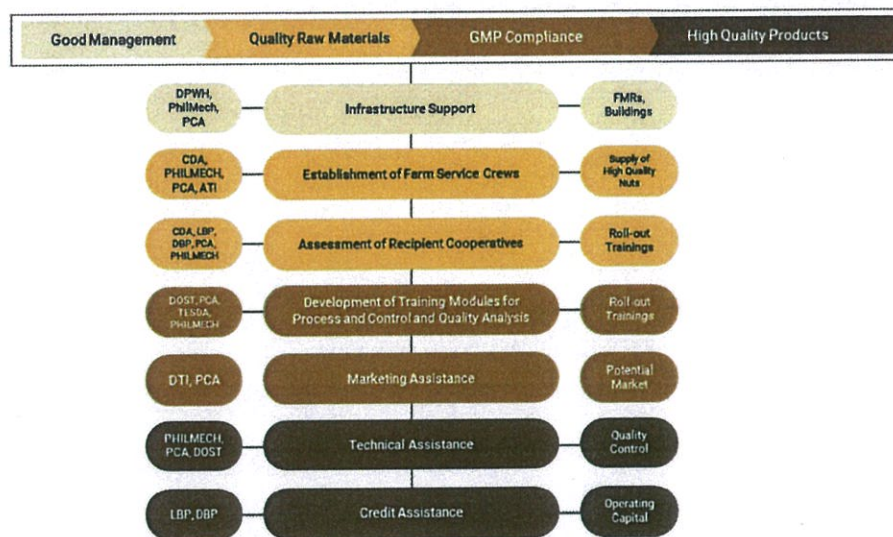 Good Management
Quality Raw Materials
GMP Compliance
High Quality Products
DPWH,
PhilMech,
PCA
Infrastructure Support
FMRs,
Buildings
CDA,
PHILMECH,
PCA, ATI
Establishment of Farm Service Crews
Supply of
High Quality
Nuts
CDA, LBP,
DBP, PCA,
PHILMECH
Assessment of Recipient Cooperatives
Roll-out
Trainings
DOST, PCA,
TESDA,
PHILMECH
Development of Training Modules for
Process and Control and Quality Analysis
Roll-out
Trainings
DTI, PCA
Marketing Assistance
Potential
Market
PHILMECH,
PCA, DOST
Technical Assistance
Quality
Control
LBP, DBP
Credit Assistance
Operating
Capital